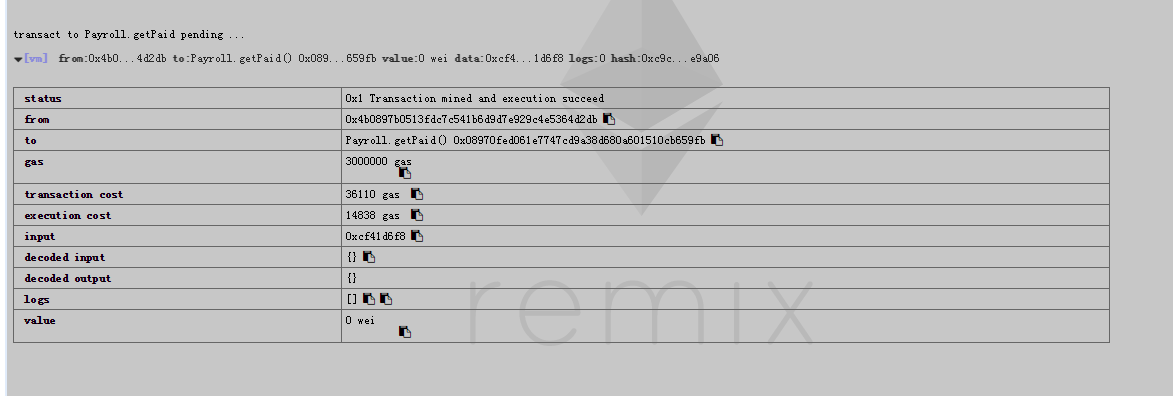 transact to Payroll.getPaid pending ...
[vm] from:0x4b0...4d2db to:Payroll.getPaid() 0x089...659fb value:0 wei data:0xcf4...1d6f8 logs:0 hash:0xc9c...e9a06
status 0x1 Transaction mined and execution succeed
from 0x4b0897b0513fdc7c541b6d9d7e929c4e5364d2db
to Payroll.getPaid() 0x08970fed061e7747cd9a38d680a601510cb659fb
gas 3000000 gas
transaction cost 36110 gas
execution cost 14838 gas
input 0xcf41d6f8
decoded input {}
decoded output {}
logs []
value 0 wei
remix